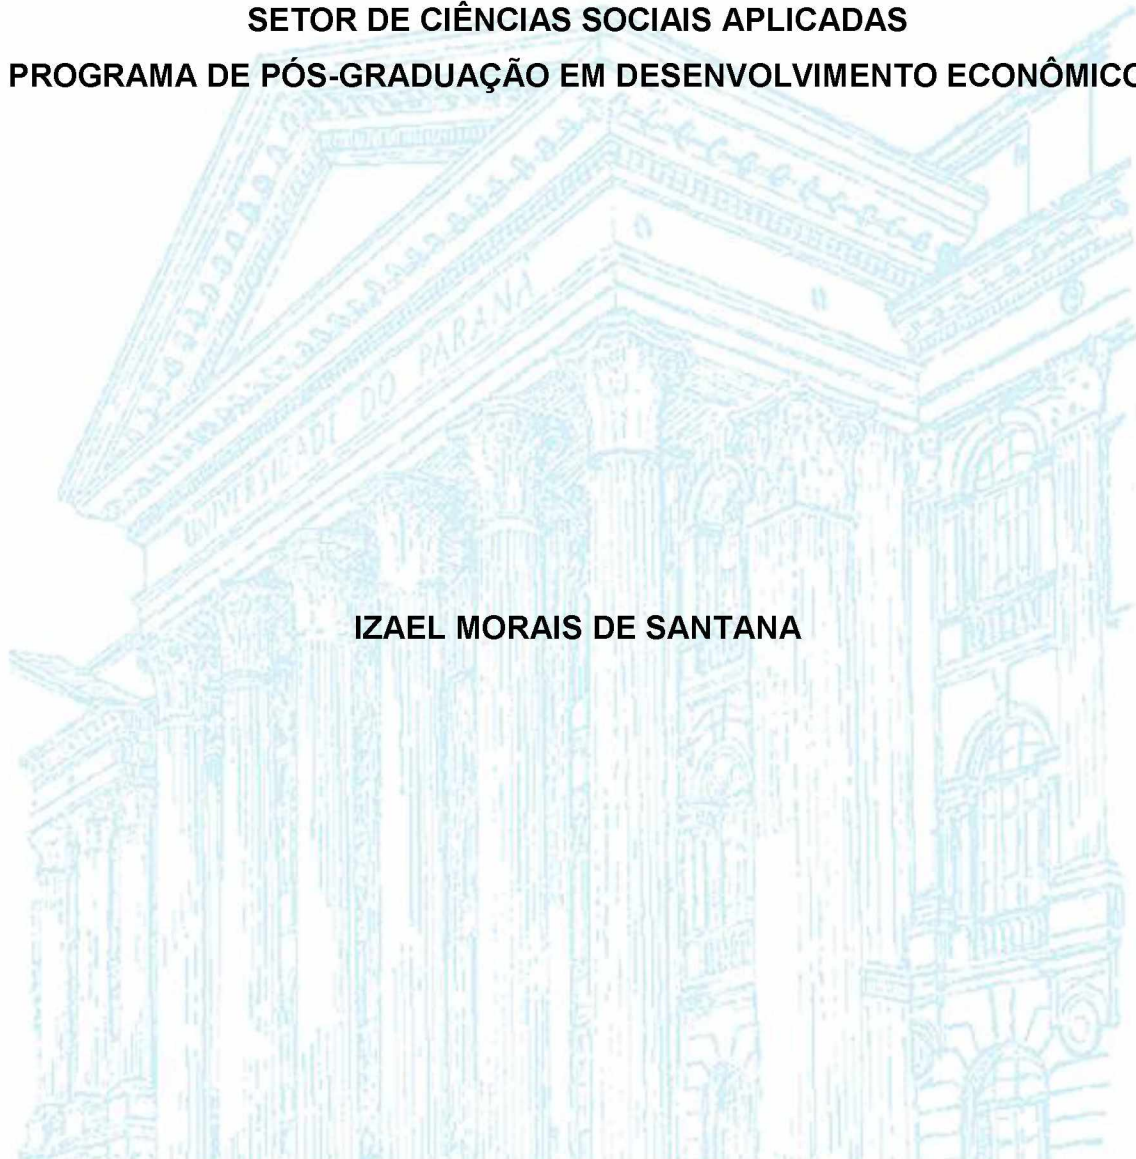 SETOR DE CIÊNCIAS SOCIAIS APLICADAS
PROGRAMA DE PÓS-GRADUAÇÃO EM DESENVOLVIMENTO ECONÔMICO
UNIVERSIDADE DO PARANÁ
IZAEL MORAIS DE SANTANA